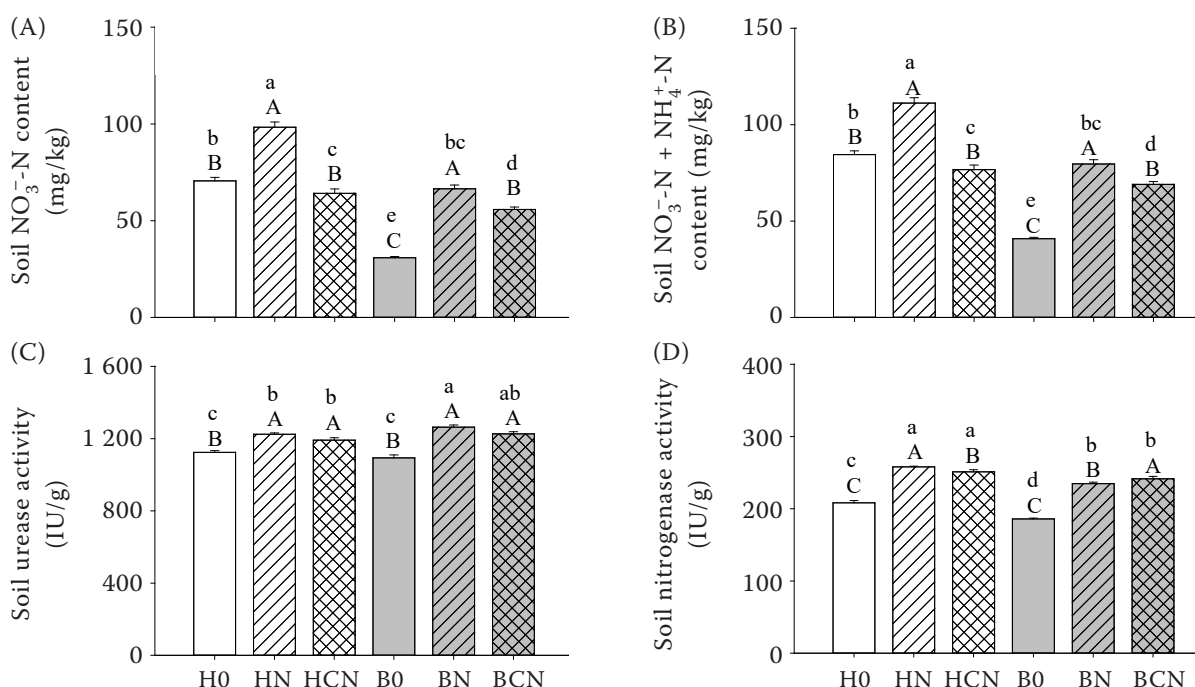 (A)
Soil NO₃⁻-N content
(mg/kg)
150
100
50
0
b
B
a
A
c
B
e
C
bc
A
d
B
(B)
Soil NO₃⁻-N + NH₄⁺-N
content (mg/kg)
150
100
50
0
b
B
a
A
c
B
e
C
bc
A
d
B
(C)
Soil urease activity
(IU/g)
1 600
1 200
800
400
0
c
B
b
A
b
A
c
B
a
A
ab
A
H0 HN HCN B0 BN BCN
(D)
Soil nitrogenase activity
(IU/g)
400
300
200
100
0
c
C
a
A
a
B
d
C
b
B
b
A
H0 HN HCN B0 BN BCN